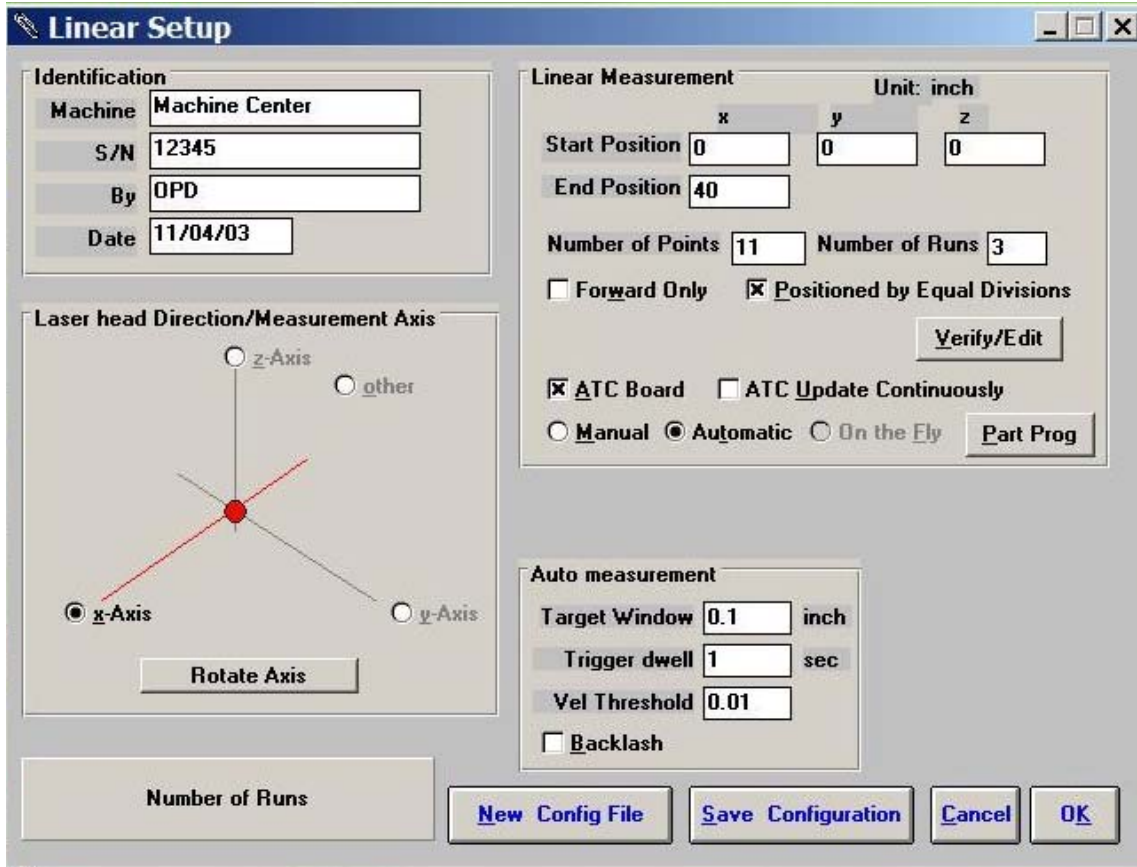 Linear Setup
Identification
Machine Machine Center
S/N 12345
By OPD
Date 11/04/03
Laser head Direction/Measurement Axis
z-Axis
other
x-Axis
y-Axis
Rotate Axis
Number of Runs
Linear Measurement
Unit: inch
x y z
Start Position 0 0 0
End Position 40
Number of Points 11 Number of Runs 3
Forward Only Positioned by Equal Divisions
Verify/Edit
ATC Board ATC Update Continuously
Manual Automatic On the Fly Part Prog
Auto measurement
Target Window 0.1 inch
Trigger dwell 1 sec
Vel Threshold 0.01
Backlash
New Config File Save Configuration Cancel OK